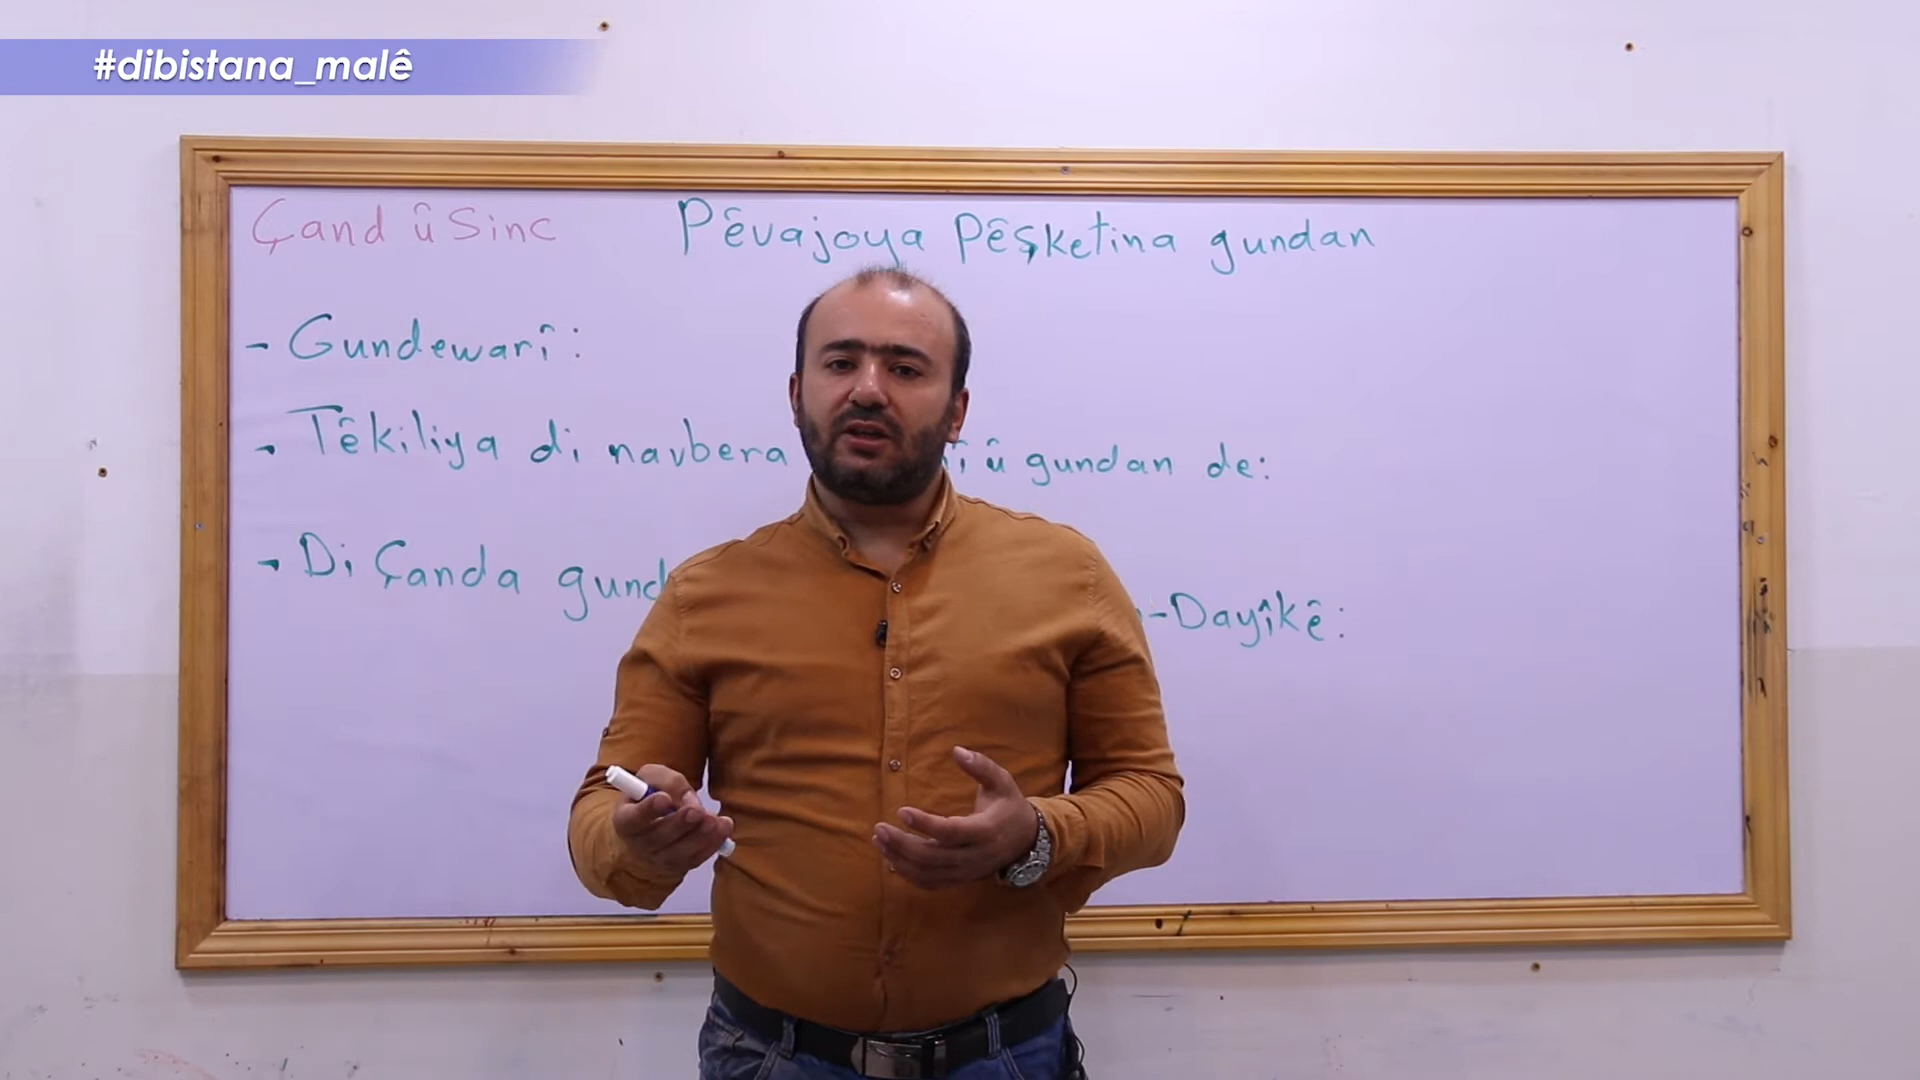 #dibistana_malê
Çand û Sinc Pêvajoya Pêşketina gundan
- Gundewarî:
- Têkiliya di navbera û gundan de:
- Di Çanda -Dayîkê: